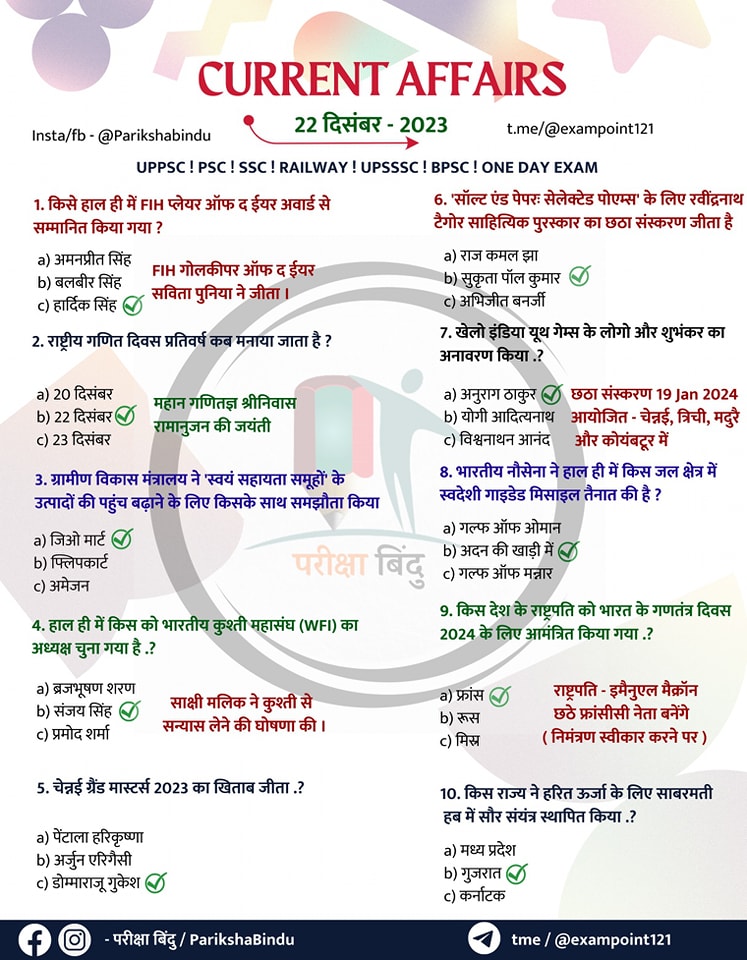 CURRENT AFFAIRS
Insta/fb - @Parikshabindu
22 दिसंबर - 2023
t.me/@exampoint121
UPPSC ! PSC ! SSC ! RAILWAY ! UPSSSC ! BPSC ! ONE DAY EXAM
1. किसे हाल ही में FIH प्लेयर ऑफ द ईयर अवार्ड से
सम्मानित किया गया ?
a) अमनप्रीत सिंह
b) बलबीर सिंह
c) हार्दिक सिंह
FIH गोलकीपर ऑफ द ईयर
सविता पुनिया ने जीता ।
2. राष्ट्रीय गणित दिवस प्रतिवर्ष कब मनाया जाता है ?
a) 20 दिसंबर
b) 22 दिसंबर
c) 23 दिसंबर
महान गणितज्ञ श्रीनिवास
रामानुजन की जयंती
3. ग्रामीण विकास मंत्रालय ने 'स्वयं सहायता समूहों' के
उत्पादों की पहुंच बढ़ाने के लिए किसके साथ समझौता किया
a) जिओ मार्ट
b) फ्लिपकार्ट
c) अमेजन
4. हाल ही में किस को भारतीय कुश्ती महासंघ (WFI) का
अध्यक्ष चुना गया है .?
a) ब्रजभूषण शरण
b) संजय सिंह
c) प्रमोद शर्मा
साक्षी मलिक ने कुश्ती से
सन्यास लेने की घोषणा की ।
5. चेन्नई ग्रैंड मास्टर्स 2023 का खिताब जीता .?
a) पेंटाला हरिकृष्णा
b) अर्जुन एरिगैसी
c) डोम्माराजू गुकेश
6. 'सॉल्ट एंड पेपरः सेलेक्टेड पोएम्स' के लिए रवींद्रनाथ
टैगोर साहित्यिक पुरस्कार का छठा संस्करण जीता है
a) राज कमल झा
b) सुकृता पॉल कुमार
c) अभिजीत बनर्जी
7. खेलो इंडिया यूथ गेम्स के लोगो और शुभंकर का
अनावरण किया .?
a) अनुराग ठाकुर
b) योगी आदित्यनाथ
c) विश्वनाथन आनंद
छठा संस्करण 19 Jan 2024
आयोजित - चेन्नई, त्रिची, मदुरै
और कोयंबटूर में
8. भारतीय नौसेना ने हाल ही में किस जल क्षेत्र में
स्वदेशी गाइडेड मिसाइल तैनात की है ?
a) गल्फ ऑफ ओमान
b) अदन की खाड़ी में
c) गल्फ ऑफ मन्नार
9. किस देश के राष्ट्रपति को भारत के गणतंत्र दिवस
2024 के लिए आमंत्रित किया गया .?
a) फ्रांस
b) रूस
c) मिस्र
राष्ट्रपति - इमैनुएल मैक्रॉन
छठे फ्रांसीसी नेता बनेंगे
( निमंत्रण स्वीकार करने पर )
10. किस राज्य ने हरित ऊर्जा के लिए साबरमती
हब में सौर संयंत्र स्थापित किया .?
a) मध्य प्रदेश
b) गुजरात
c) कर्नाटक
परीक्षा बिंदु
- परीक्षा बिंदु / ParikshaBindu
tme / @exampoint121